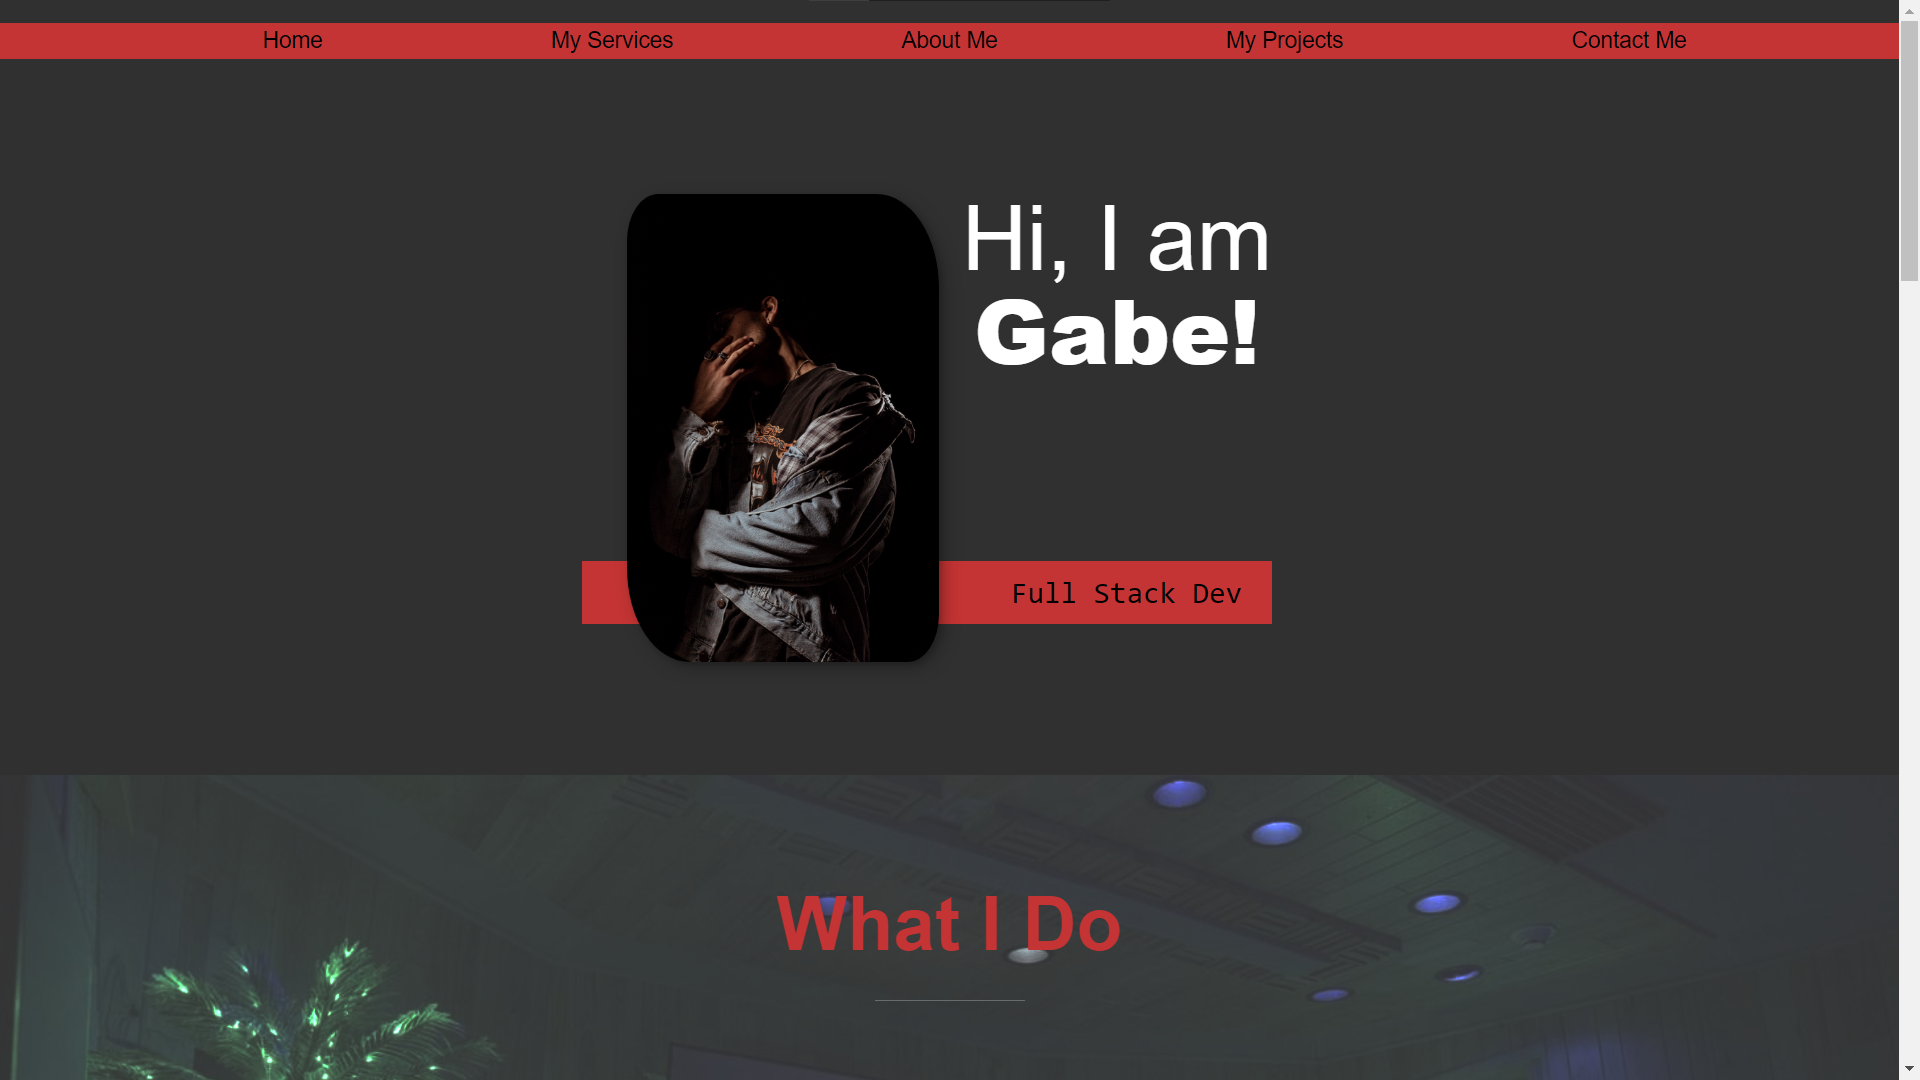 Home
My Services
About Me
My Projects
Contact Me
Hi, I am
Gabe!
Full Stack Dev
What I Do